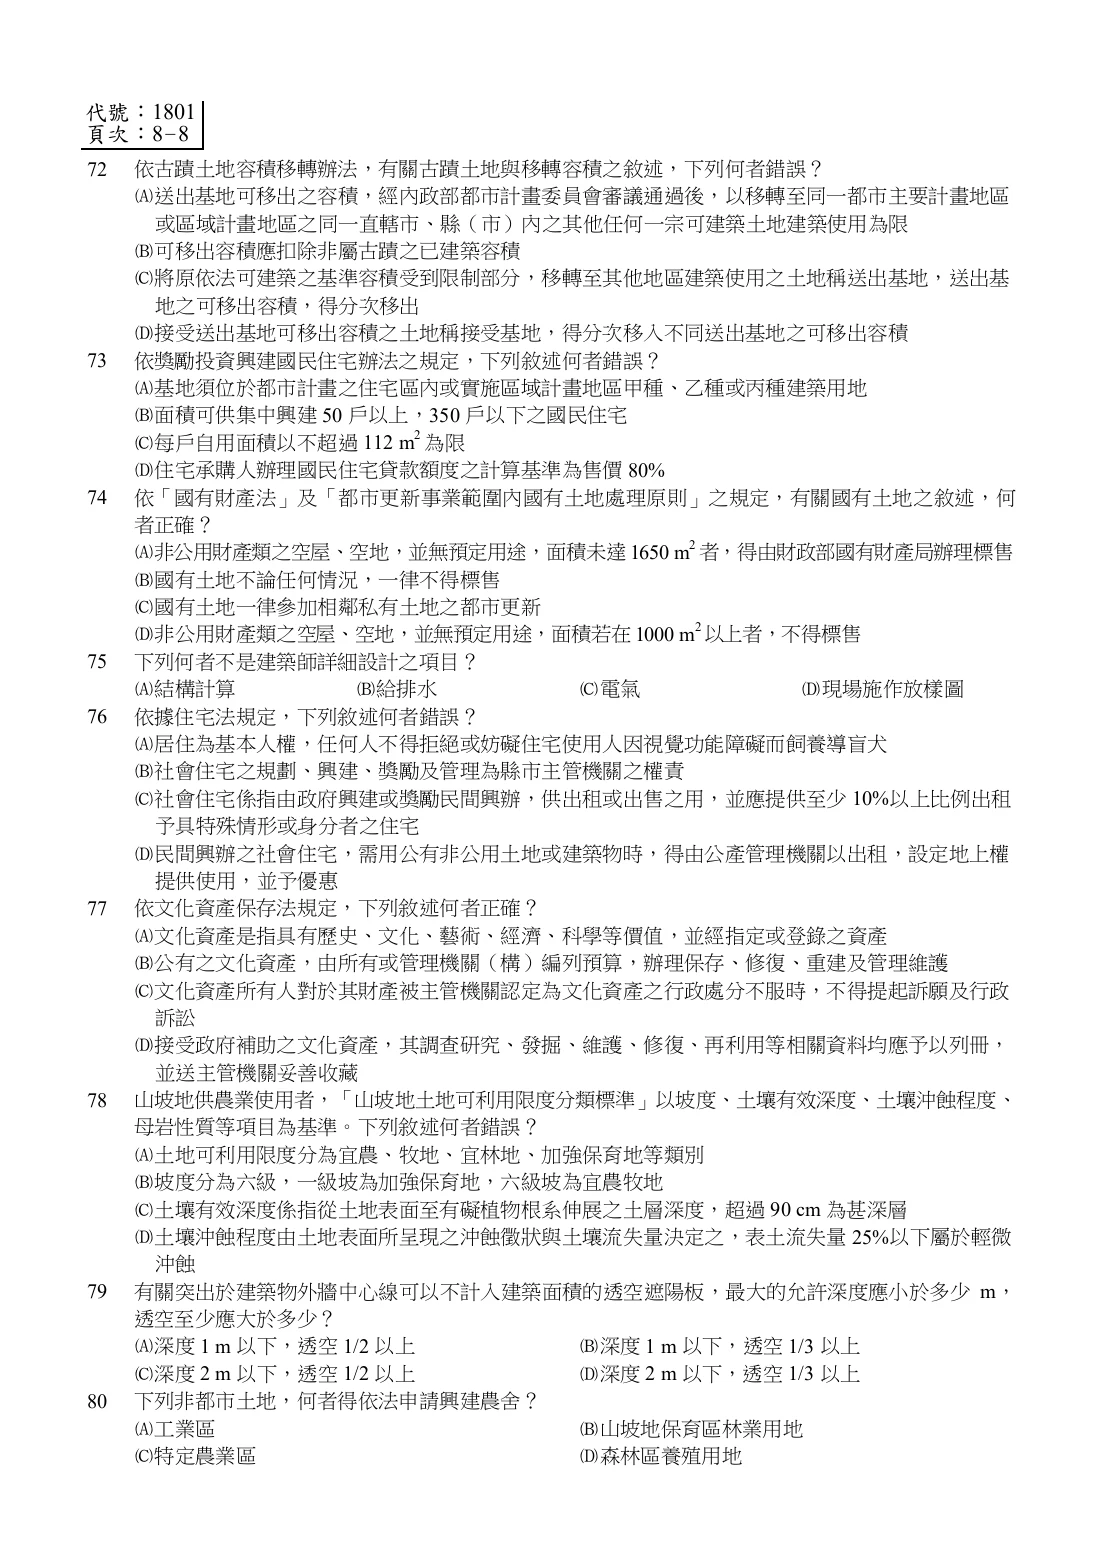 代號：1801
頁次：8－8
72 依古蹟土地容積移轉辦法，有關古蹟土地與移轉容積之敘述，下列何者錯誤？
(A)送出基地可移出之容積，經內政部都市計畫委員會審議通過後，以移轉至同一都市主要計畫地區
或區域計畫地區之同一直轄市、縣（市）內之其他任何一宗可建築土地建築使用為限
(B)可移出容積應扣除非屬古蹟之已建築容積
(C)將原依法可建築之基準容積受到限制部分，移轉至其他地區建築使用之土地稱送出基地，送出基
地之可移出容積，得分次移出
(D)接受送出基地可移出容積之土地稱接受基地，得分次移入不同送出基地之可移出容積
73 依獎勵投資興建國民住宅辦法之規定，下列敘述何者錯誤？
(A)基地須位於都市計畫之住宅區內或實施區域計畫地區甲種、乙種或丙種建築用地
(B)面積可供集中興建 50 戶以上，350 戶以下之國民住宅
(C)每戶自用面積以不超過 112 m² 為限
(D)住宅承購人辦理國民住宅貸款額度之計算基準為售價 80%
74 依「國有財產法」及「都市更新事業範圍內國有土地處理原則」之規定，有關國有土地之敘述，何
者正確？
(A)非公用財產類之空屋、空地，並無預定用途，面積未達 1650 m² 者，得由財政部國有財產局辦理標售
(B)國有土地不論任何情況，一律不得標售
(C)國有土地一律參加相鄰私有土地之都市更新
(D)非公用財產類之空屋、空地，並無預定用途，面積若在 1000 m² 以上者，不得標售
75 下列何者不是建築師詳細設計之項目？
(A)結構計算 (B)給排水 (C)電氣 (D)現場施作放樣圖
76 依據住宅法規定，下列敘述何者錯誤？
(A)居住為基本人權，任何人不得拒絕或妨礙住宅使用人因視覺功能障礙而飼養導盲犬
(B)社會住宅之規劃、興建、獎勵及管理為縣市主管機關之權責
(C)社會住宅係指由政府興建或獎勵民間興辦，供出租或出售之用，並應提供至少 10%以上比例出租
予具特殊情形或身分者之住宅
(D)民間興辦之社會住宅，需用公有非公用土地或建築物時，得由公產管理機關以出租，設定地上權
提供使用，並予優惠
77 依文化資產保存法規定，下列敘述何者正確？
(A)文化資產是指具有歷史、文化、藝術、經濟、科學等價值，並經指定或登錄之資產
(B)公有之文化資產，由所有或管理機關（構）編列預算，辦理保存、修復、重建及管理維護
(C)文化資產所有人對於其財產被主管機關認定為文化資產之行政處分不服時，不得提起訴願及行政
訴訟
(D)接受政府補助之文化資產，其調查研究、發掘、維護、修復、再利用等相關資料均應予以列冊，
並送主管機關妥善收藏
78 山坡地供農業使用者，「山坡地土地可利用限度分類標準」以坡度、土壤有效深度、土壤沖蝕程度、
母岩性質等項目為基準。下列敘述何者錯誤？
(A)土地可利用限度分為宜農、牧地、宜林地、加強保育地等類別
(B)坡度分為六級，一級坡為加強保育地，六級坡為宜農牧地
(C)土壤有效深度係指從土地表面至有礙植物根系伸展之土層深度，超過 90 cm 為甚深層
(D)土壤沖蝕程度由土地表面所呈現之沖蝕徵狀與土壤流失量決定之，表土流失量 25%以下屬於輕微
沖蝕
79 有關突出於建築物外牆中心線可以不計入建築面積的透空遮陽板，最大的允許深度應小於多少 m，
透空至少應大於多少？
(A)深度 1 m 以下，透空 1/2 以上 (B)深度 1 m 以下，透空 1/3 以上
(C)深度 2 m 以下，透空 1/2 以上 (D)深度 2 m 以下，透空 1/3 以上
80 下列非都市土地，何者得依法申請興建農舍？
(A)工業區 (B)山坡地保育區林業用地
(C)特定農業區 (D)森林區養殖用地